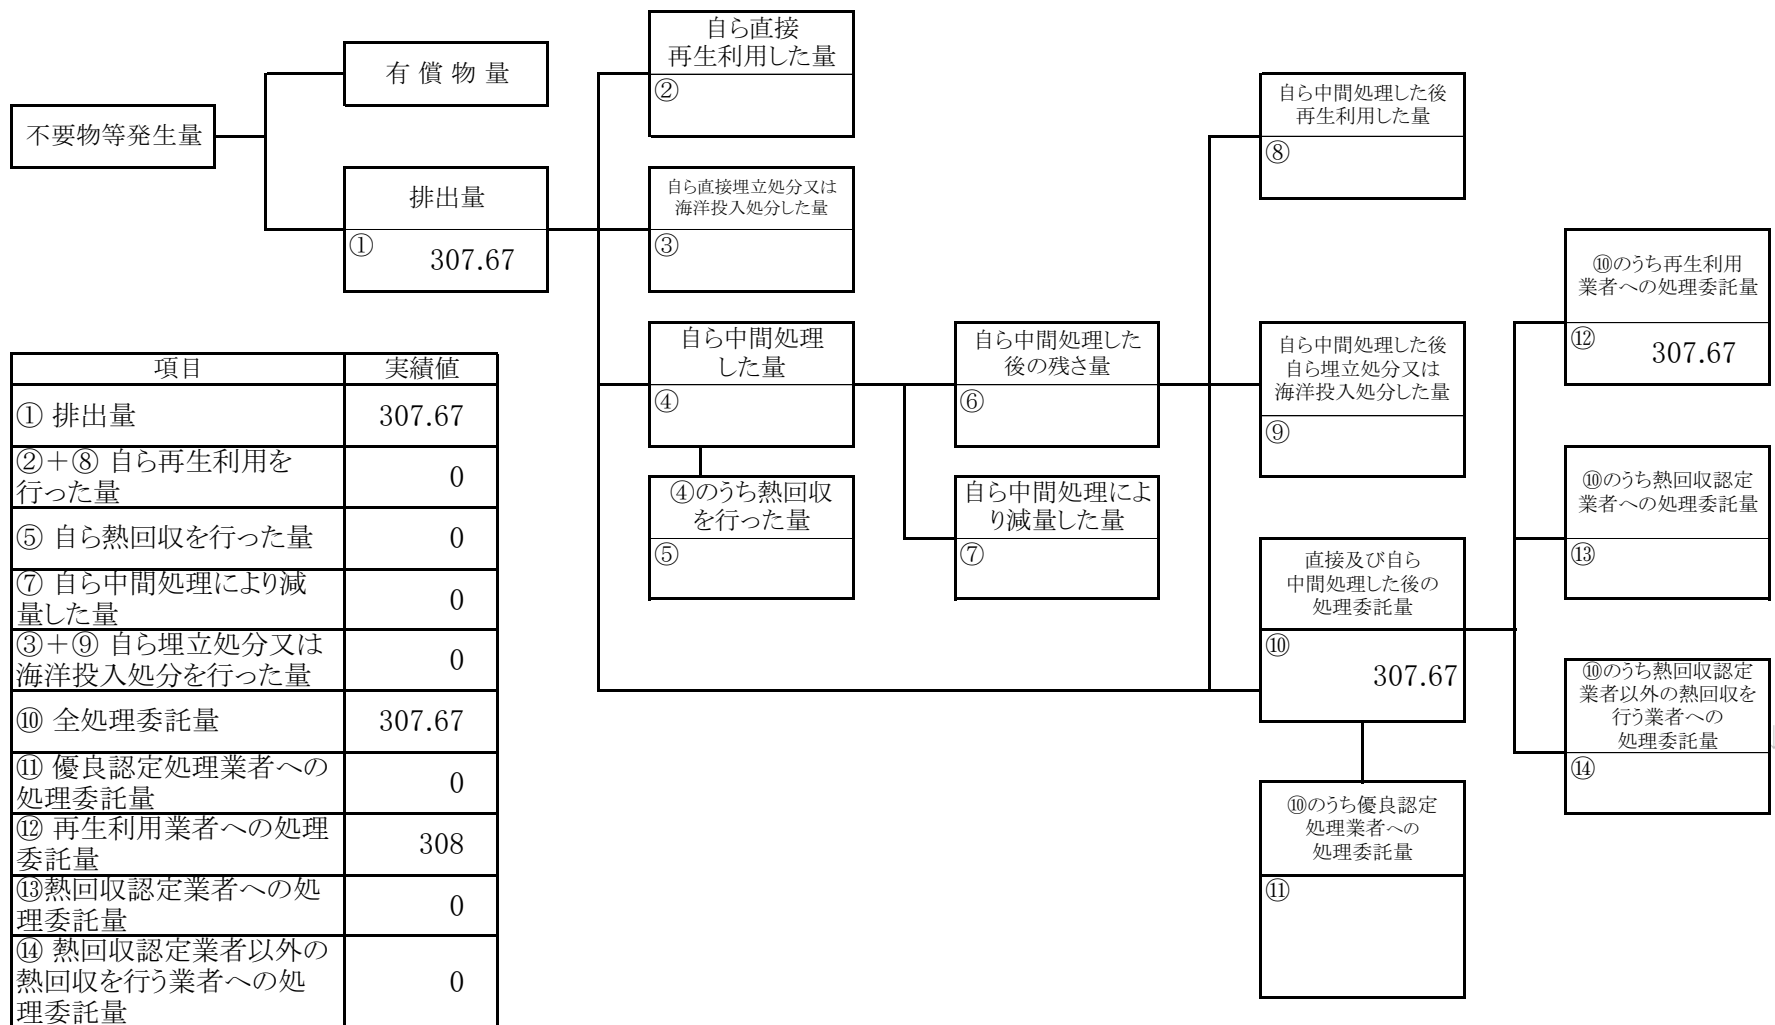 不要物等発生量
有 償 物 量
排出量
①
307.67
自ら直接
再生利用した量
②
自ら直接埋立処分又は
海洋投入処分した量
③
自ら中間処理
した量
④
④のうち熱回収
を行った量
⑤
自ら中間処理した
後の残さ量
⑥
自ら中間処理によ
り減量した量
⑦
自ら中間処理した後
再生利用した量
⑧
自ら中間処理した後
自ら埋立処分又は
海洋投入処分した量
⑨
直接及び自ら
中間処理した後の
処理委託量
⑩
307.67
⑩のうち優良認定
処理業者への
処理委託量
⑪
⑩のうち再生利用
業者への処理委託量
⑫
307.67
⑩のうち熱回収認定
業者への処理委託量
⑬
⑩のうち熱回収認定
業者以外の熱回収を
行う業者への
処理委託量
⑭
項目 実績値
① 排出量 307.67
②+⑧ 自ら再生利用を
行った量 0
⑤ 自ら熱回収を行った量 0
⑦ 自ら中間処理により減
量した量 0
③+⑨ 自ら埋立処分又は
海洋投入処分を行った量 0
⑩ 全処理委託量 307.67
⑪ 優良認定処理業者への
処理委託量 0
⑫ 再生利用業者への処理
委託量 308
⑬熱回収認定業者への処
理委託量 0
⑭ 熱回収認定業者以外の
熱回収を行う業者への処
理委託量 0